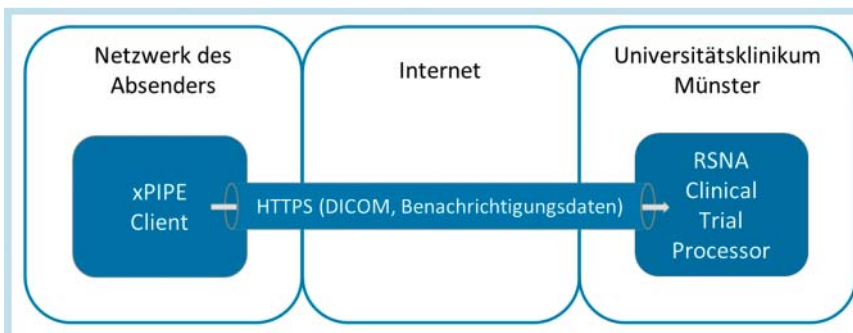 Netzwerk des
Absenders
Internet
Universitätsklinikum
Münster
xPIPE
Client
HTTPS (DICOM, Benachrichtigungsdaten)
RSNA
Clinical
Trial
Processor